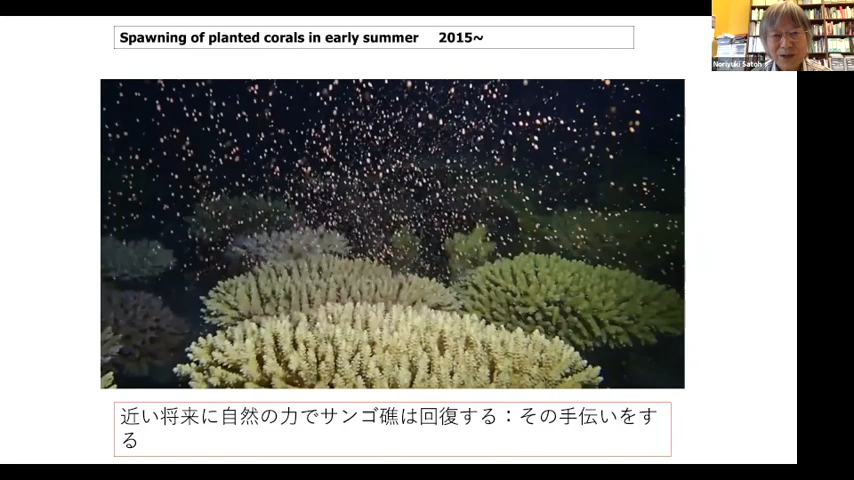 Spawning of planted corals in early summer 2015~
Noriyuki Satoh
近い将来に自然の力でサンゴ礁は回復する：その手伝いをす
る